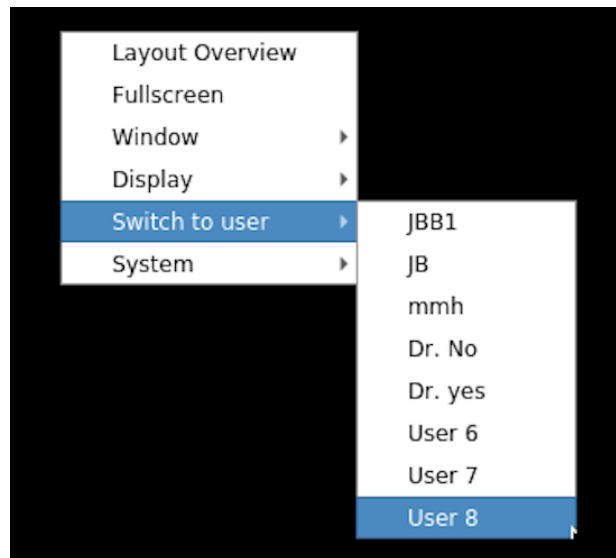 Layout Overview
Fullscreen
Window
Display
Switch to user
System
JBB1
JB
mmh
Dr. No
Dr. yes
User 6
User 7
User 8